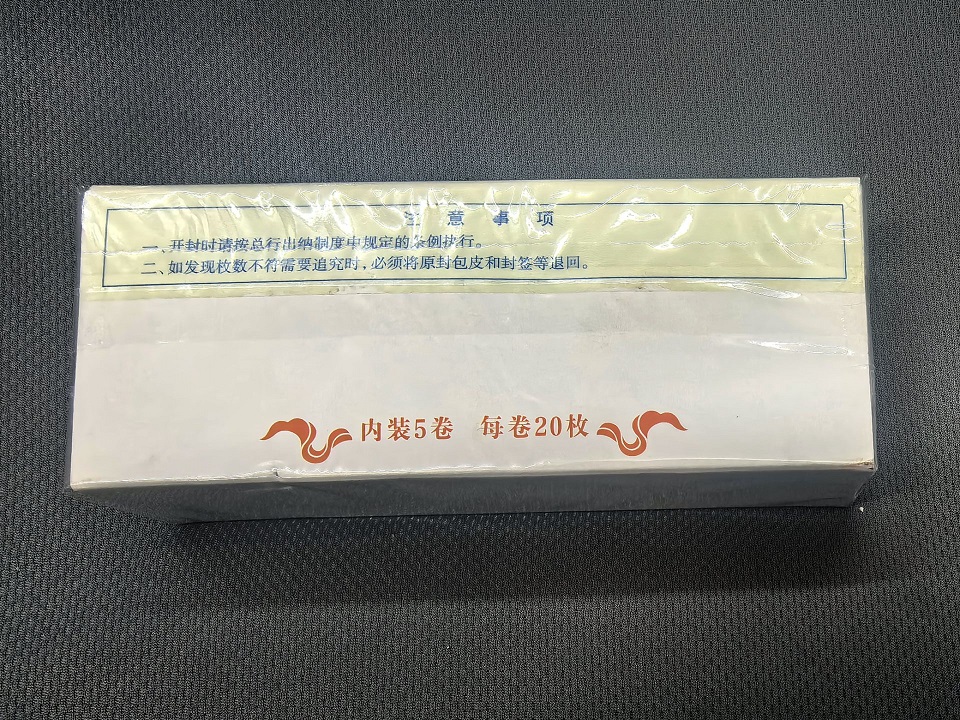 注意事项
一、开封时请按总行出纳制度中规定的条例执行。
二、如发现枚数不符需要追究时，必须将原封包皮和封签等退回。
内装5卷 每卷20枚